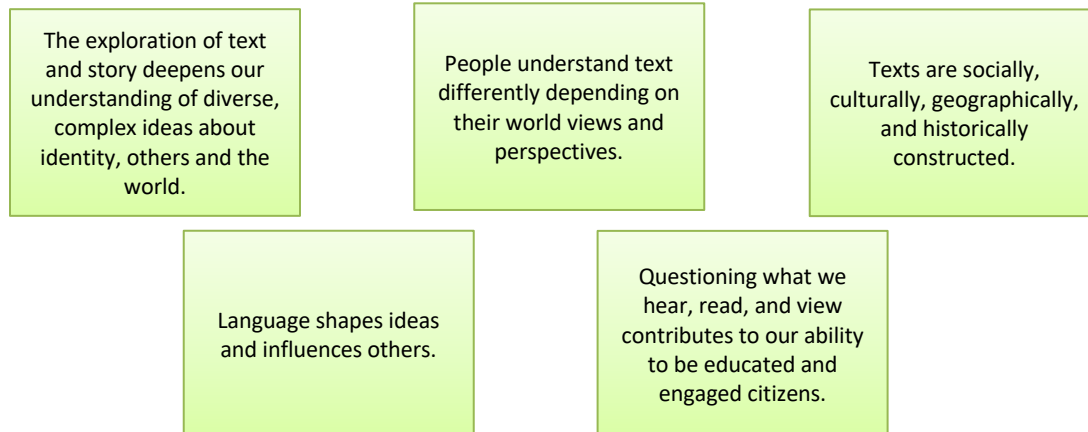 The exploration of text
and story deepens our
understanding of diverse,
complex ideas about
identity, others and the
world.
People understand text
differently depending on
their world views and
perspectives.
Texts are socially,
culturally, geographically,
and historically
constructed.
Language shapes ideas
and influences others.
Questioning what we
hear, read, and view
contributes to our ability
to be educated and
engaged citizens.